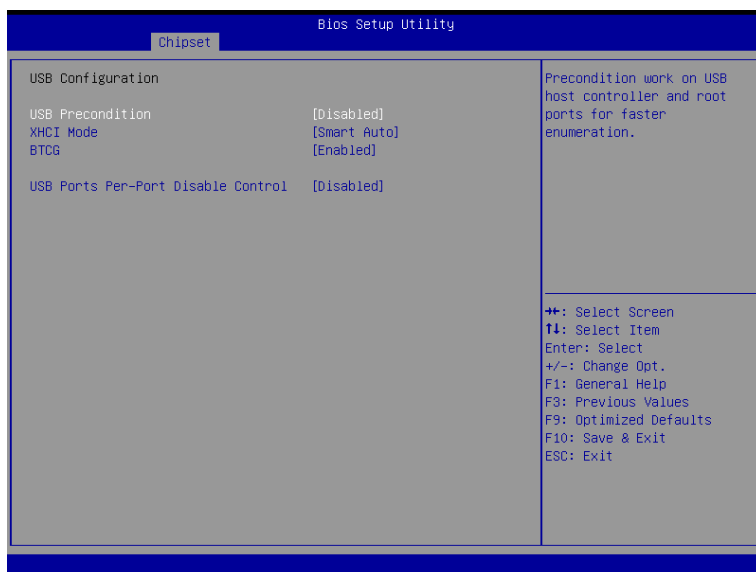 Bios Setup Utility
Chipset
USB Configuration
USB Precondition [Disabled]
XHCI Mode [Smart Auto]
BTCG [Enabled]
USB Ports Per-Port Disable Control [Disabled]
Precondition work on USB
host controller and root
ports for faster
enumeration.
→←: Select Screen
↑↓: Select Item
Enter: Select
+/-: Change Opt.
F1: General Help
F3: Previous Values
F9: Optimized Defaults
F10: Save & Exit
ESC: Exit